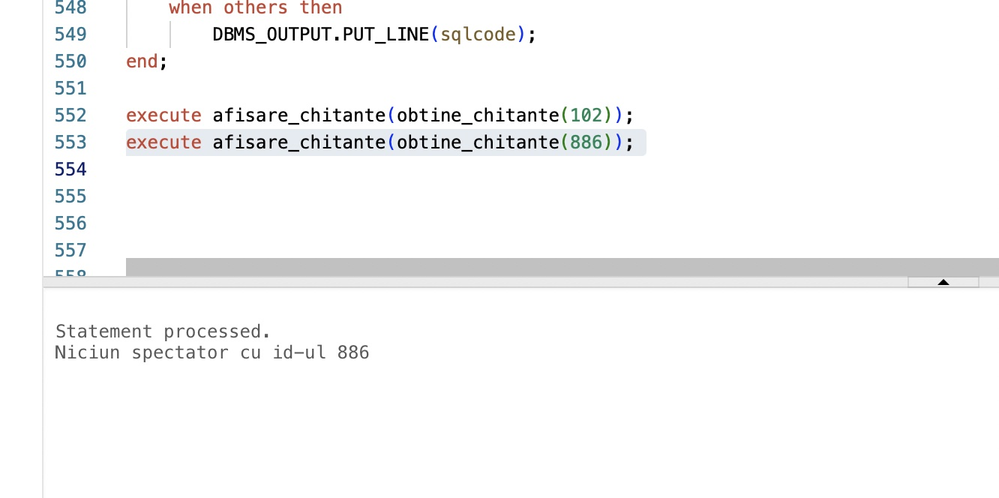 548 when others then
549 DBMS_OUTPUT.PUT_LINE(sqlcode);
550 end;
551
552 execute afisare_chitante(obtine_chitante(102));
553 execute afisare_chitante(obtine_chitante(886));
554
555
556
557
558
Statement processed.
Niciun spectator cu id-ul 886